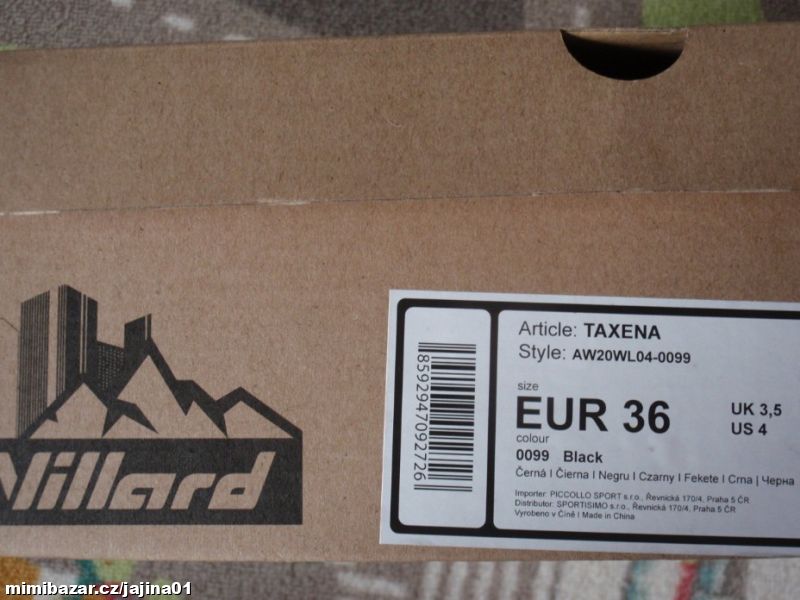 Willard
8592947092726
Article: TAXENA
Style: AW20WL04-0099
size
EUR 36
UK 3,5
US 4
colour
0099 Black
Černá I Čierna I Negru I Czarny I Fekete I Crna | Черна
Importer: PICCOLLO SPORT s.r.o., Řevnická 170/4, Praha 5 ČR
Distributor: SPORTISIMO s.r.o., Řevnická 170/4, Praha 5 ČR
Vyrobeno v Číně I Made in China
mimibazar.cz/jajina01